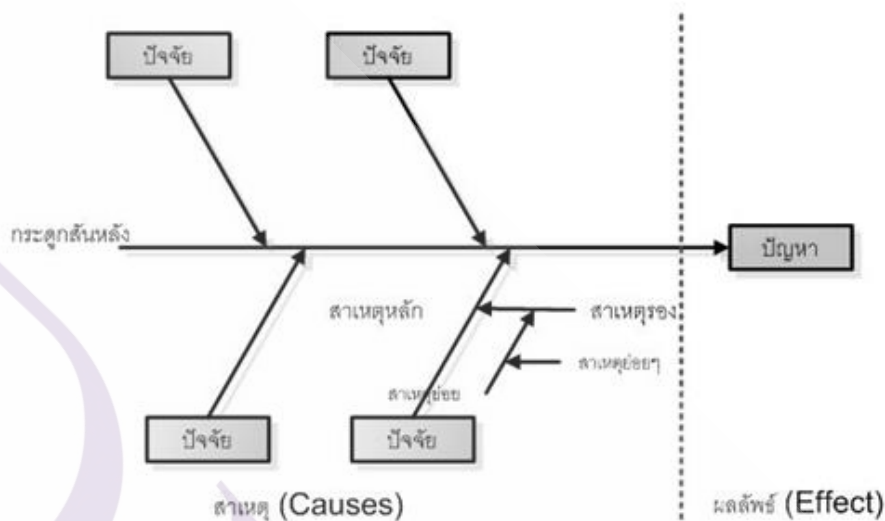 ปัจจัย
ปัจจัย
กระดูกสันหลัง
ปัญหา
สาเหตุหลัก
สาเหตุรอง
สาเหตุย่อยๆ
สาเหตุย่อย
ปัจจัย
ปัจจัย
สาเหตุ (Causes)
ผลลัพธ์ (Effect)